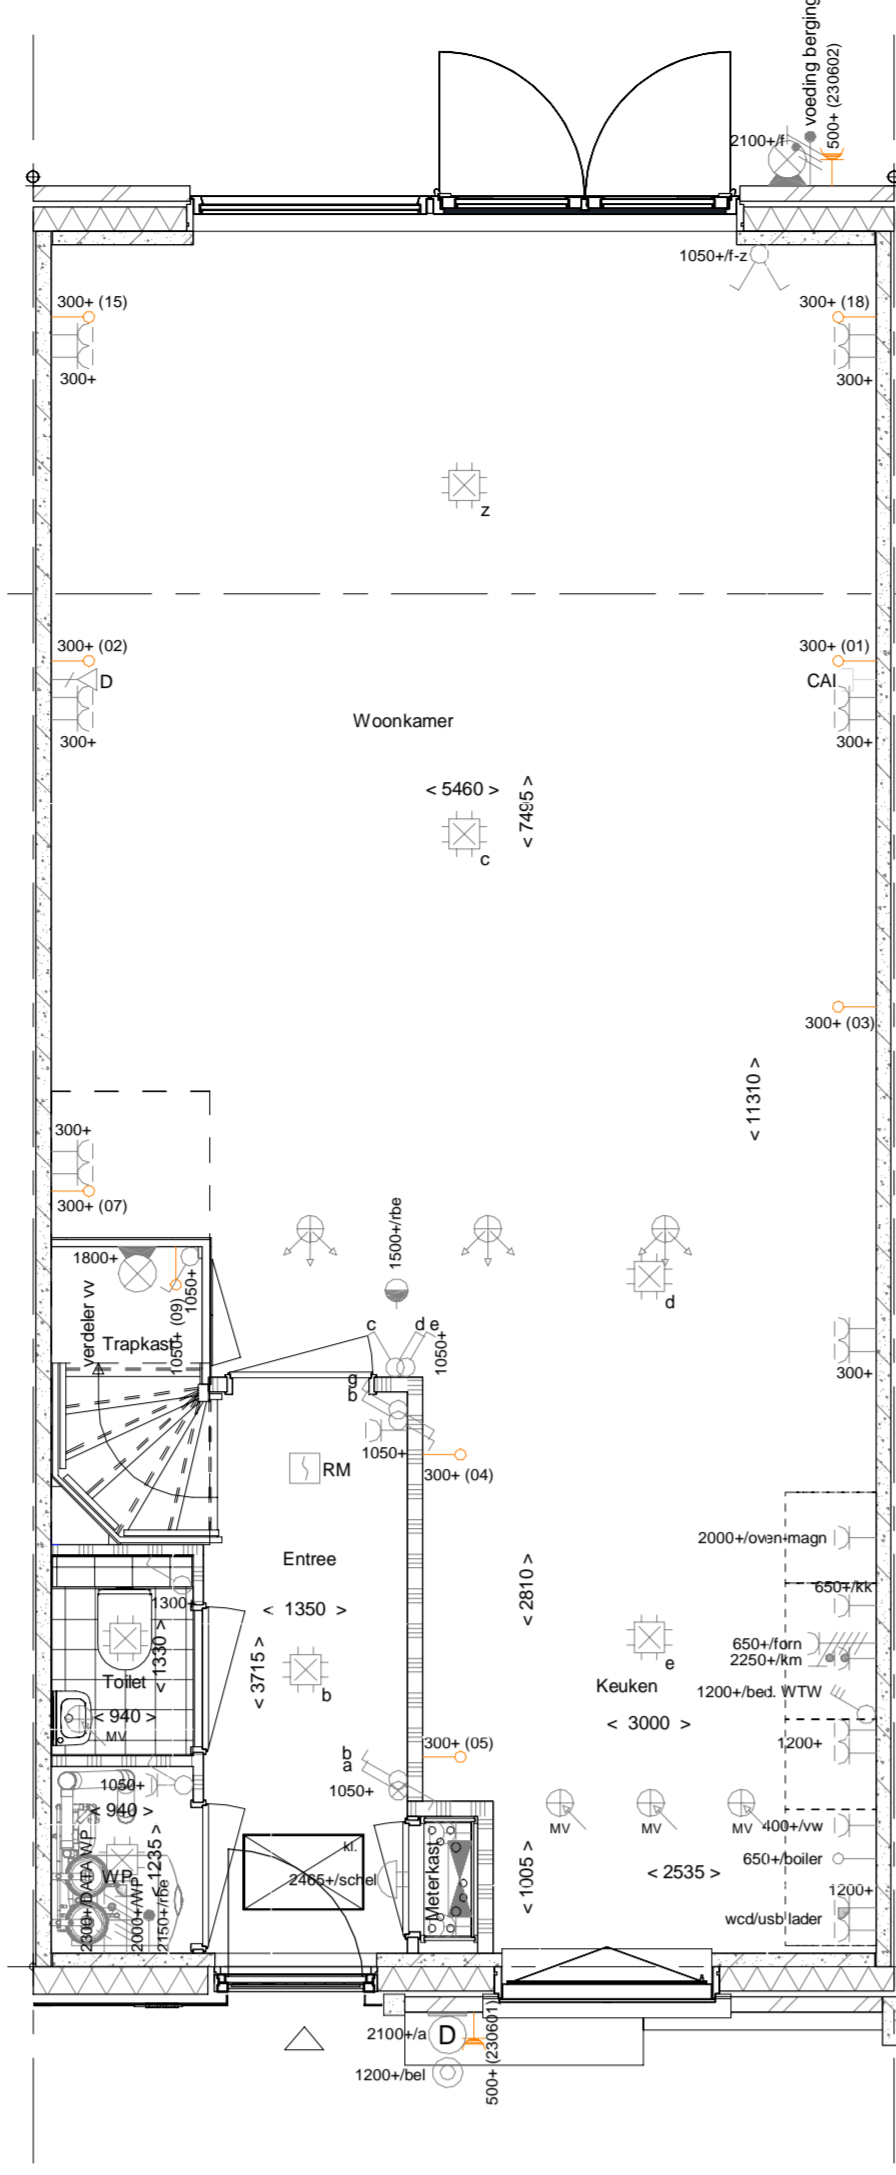 voeding berging
500+ (230602)
2100+/f
1050+/f-z
300+ (15)
300+ (18)
300+
300+
z
300+ (02)
300+ (01)
D
CAI
300+
300+
Woonkamer
< 5460 >
< 7495 >
c
300+ (03)
< 11310 >
300+
300+ (07)
1500+/rbe
1800+
1050+
1050+ (09)
verdeler vv
Trapkast
d
c
d e
1050+
g
b
1050+
300+
300+ (04)
RM
2000+/oven-magn
Entree
650+/kk
1300+
< 1350 >
< 2810 >
< 1330 >
< 3715 >
650+/forn
2250+/km
e
Toilet
b
Keuken
1200+/bed. WTW
< 940 >
MV
< 3000 >
300+ (05)
1200+
b
a
1050+
1050+
< 940 >
MV
MV
MV
400+/vw
kl.
< 1235 >
WP
2465+/schel
Meterkast
< 1005 >
< 2535 >
650+/boiler
1200+
2300+/DATA WP
2000+/WP
2150+/rbe
wcd/usb lader
2100+/a
D
500+ (230601)
1200+/bel